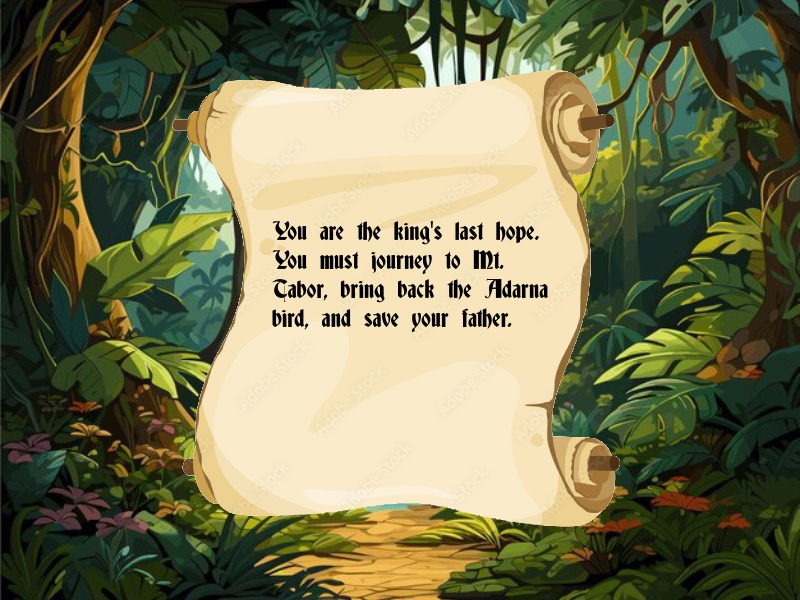 You are the king's last hope.
You must journey to Mt.
Tabor, bring back the Adarna
bird, and save your father.